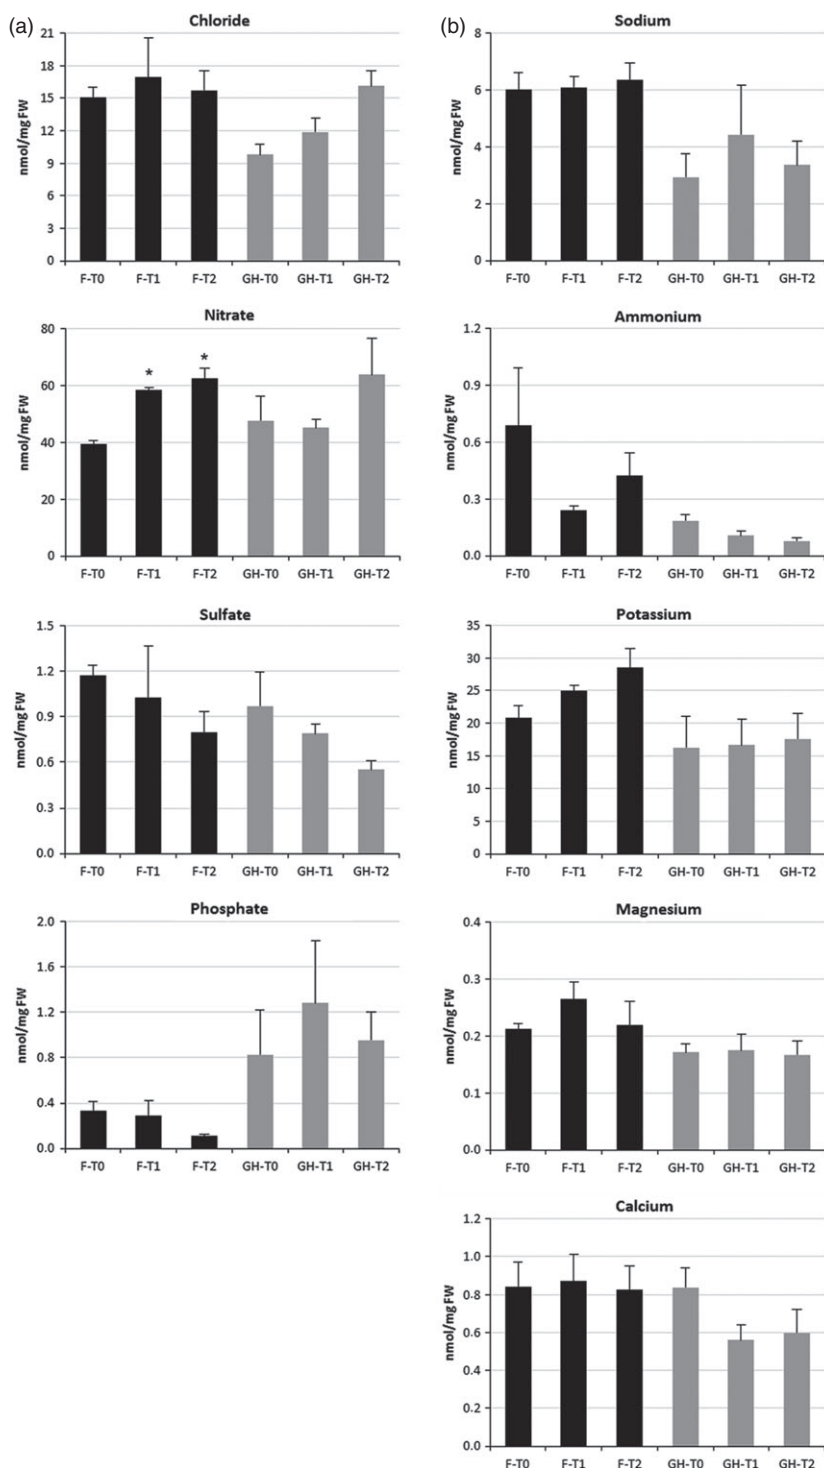 (a)
Chloride
nmol/mg FW
21
18
15
12
9
6
3
0
F-T0 F-T1 F-T2 GH-T0 GH-T1 GH-T2
Nitrate
nmol/mg FW
80
60
40
20
0
* *
F-T0 F-T1 F-T2 GH-T0 GH-T1 GH-T2
Sulfate
nmol/mg FW
1.5
1.2
0.9
0.6
0.3
0.0
F-T0 F-T1 F-T2 GH-T0 GH-T1 GH-T2
Phosphate
nmol/mg FW
2.0
1.6
1.2
0.8
0.4
0.0
F-T0 F-T1 F-T2 GH-T0 GH-T1 GH-T2
(b)
Sodium
nmol/mg FW
8
6
4
2
0
F-T0 F-T1 F-T2 GH-T0 GH-T1 GH-T2
Ammonium
nmol/mg FW
1.2
0.9
0.6
0.3
0.0
F-T0 F-T1 F-T2 GH-T0 GH-T1 GH-T2
Potassium
nmol/mg FW
35
30
25
20
15
10
5
0
F-T0 F-T1 F-T2 GH-T0 GH-T1 GH-T2
Magnesium
nmol/mg FW
0.4
0.3
0.2
0.1
0.0
F-T0 F-T1 F-T2 GH-T0 GH-T1 GH-T2
Calcium
nmol/mg FW
1.2
1.0
0.8
0.6
0.4
0.2
0.0
F-T0 F-T1 F-T2 GH-T0 GH-T1 GH-T2